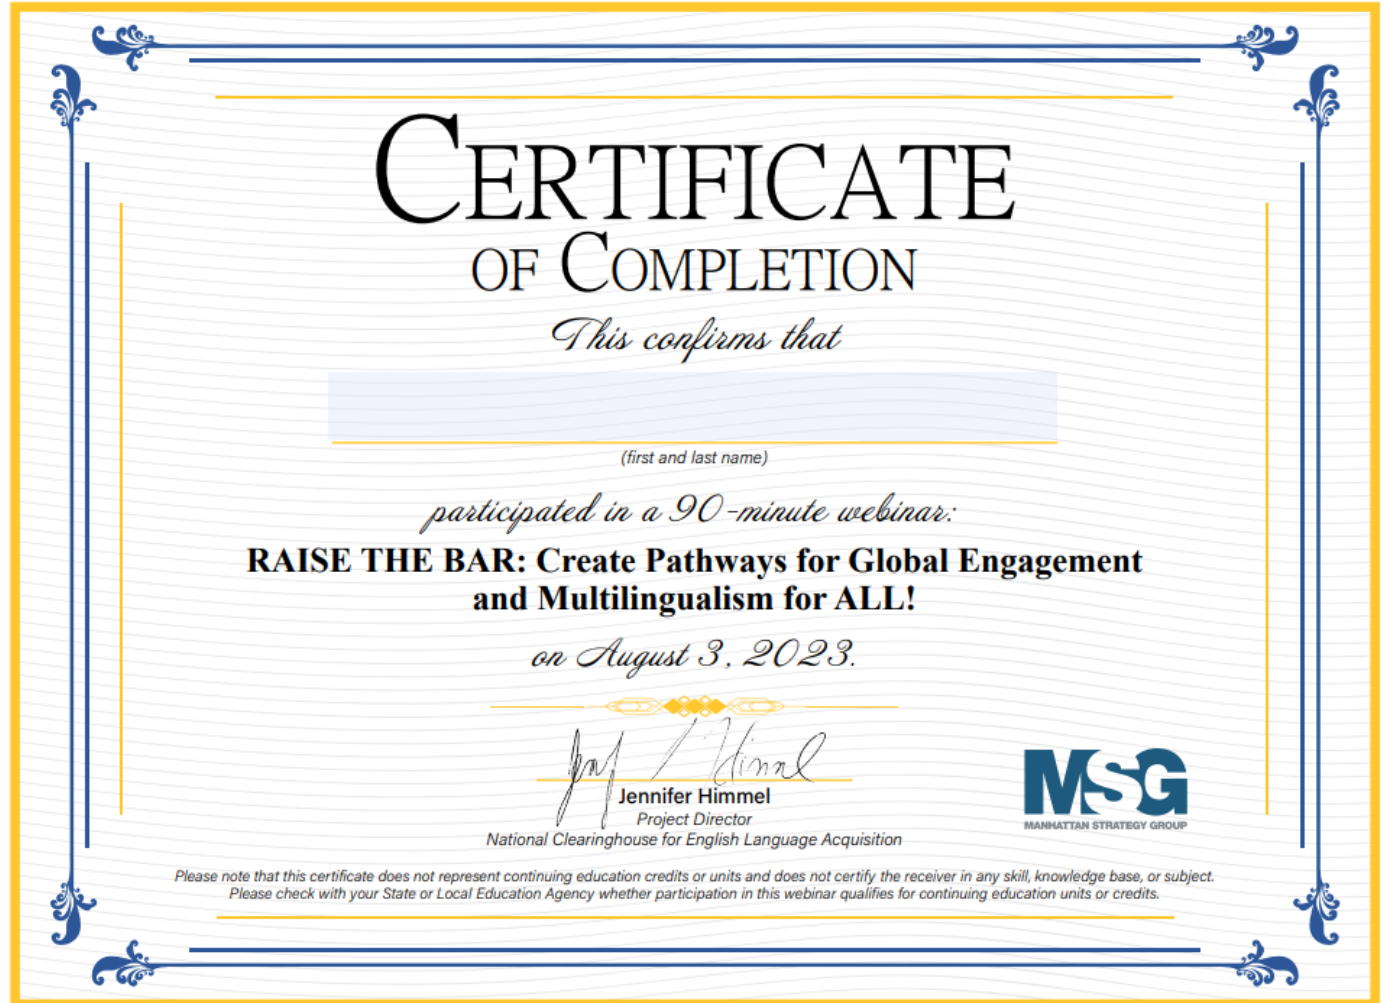 CERTIFICATE
OF COMPLETION
This confirms that
(first and last name)
participated in a 90-minute webinar:
RAISE THE BAR: Create Pathways for Global Engagement
and Multilingualism for ALL!
on August 3, 2023.
Jennifer Himmel
Project Director
National Clearinghouse for English Language Acquisition
MSG
MANHATTAN STRATEGY GROUP
Please note that this certificate does not represent continuing education credits or units and does not certify the receiver in any skill, knowledge base, or subject.
Please check with your State or Local Education Agency whether participation in this webinar qualifies for continuing education units or credits.